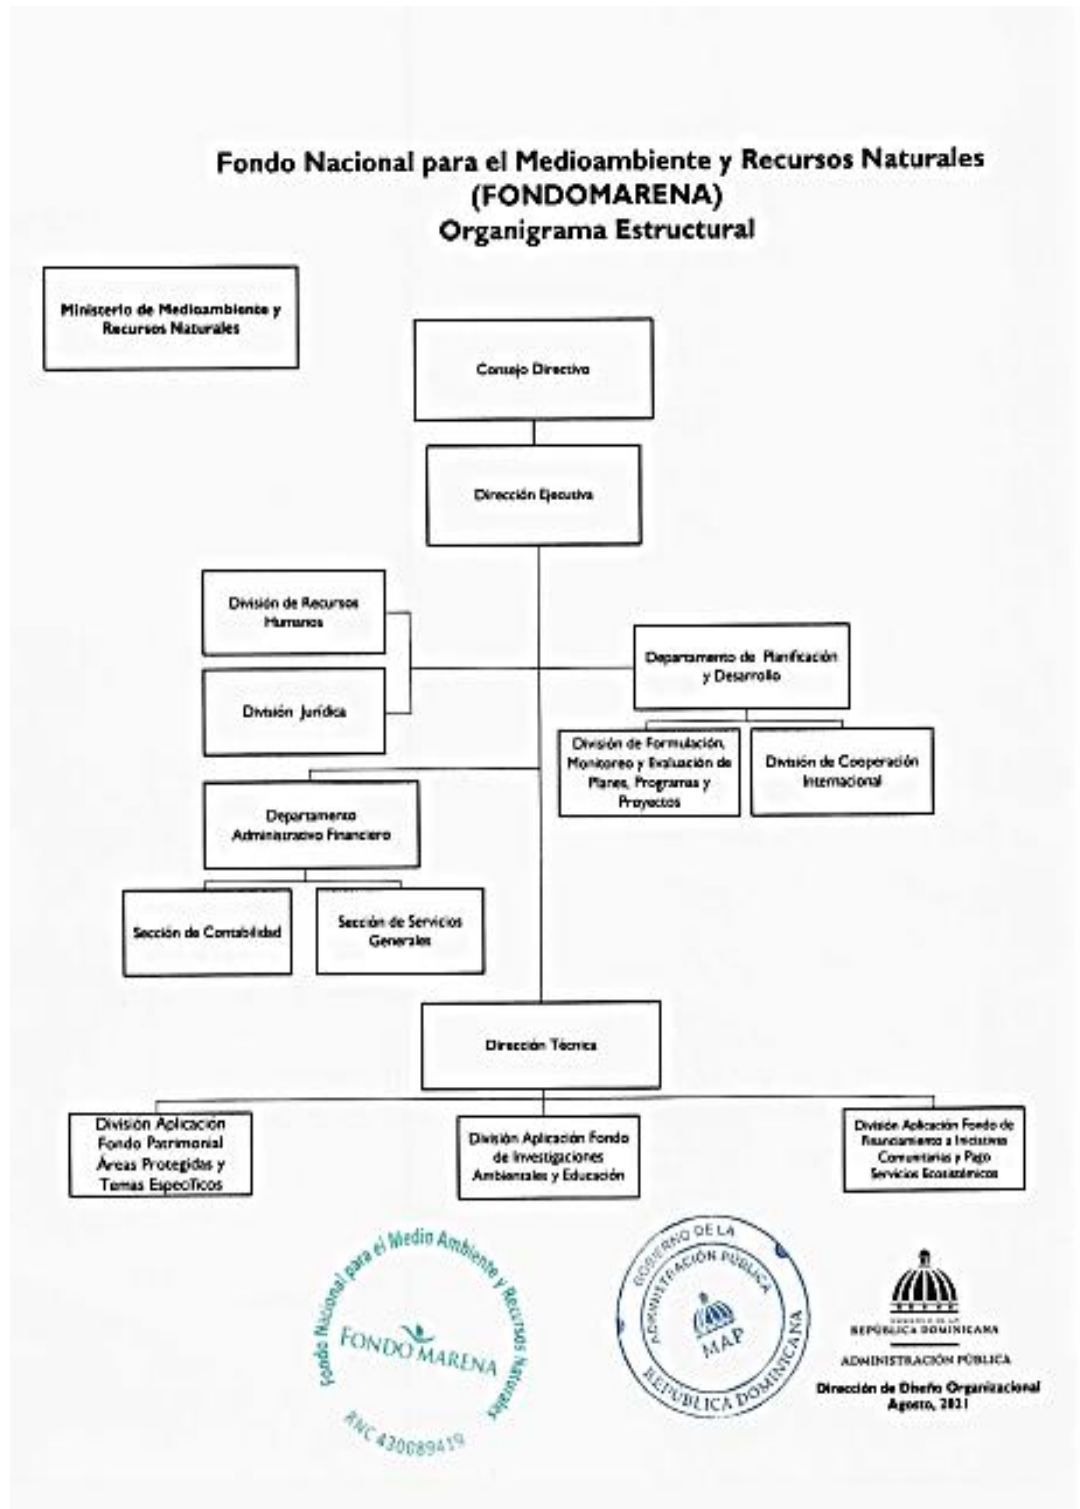 Fondo Nacional para el Medioambiente y Recursos Naturales
(FONDOMARENA)
Organigrama Estructural
Ministerio de Medioambiente y
Recursos Naturales
Consejo Directivo
Dirección Ejecutiva
División de Recursos
Humanos
División Jurídica
Departamento de Planificación
y Desarrollo
División de Formulación,
Monitoreo y Evaluación de
Planes, Programas y
Proyectos
División de Cooperación
Internacional
Departamento
Administrativo Financiero
Sección de Contabilidad
Sección de Servicios
Generales
Dirección Técnica
División Aplicación
Fondo Patrimonial
Áreas Protegidas y
Temas Específicos
División Aplicación Fondo
de Investigaciones
Ambientales y Educación
División Aplicación Fondo de
Financiamiento a Iniciativas
Comunitarias y Pago
Servicios Ecosistémicos
Fondo Nacional para el Medio Ambiente y Recursos Naturales
FONDO MARENA
RNC 430089419
GOBIERNO DE LA
REPÚBLICA DOMINICANA
ADMINISTRACIÓN PÚBLICA
MAP
GOBIERNO DE LA
REPÚBLICA DOMINICANA
ADMINISTRACIÓN PÚBLICA
Dirección de Diseño Organizacional
Agosto, 2021